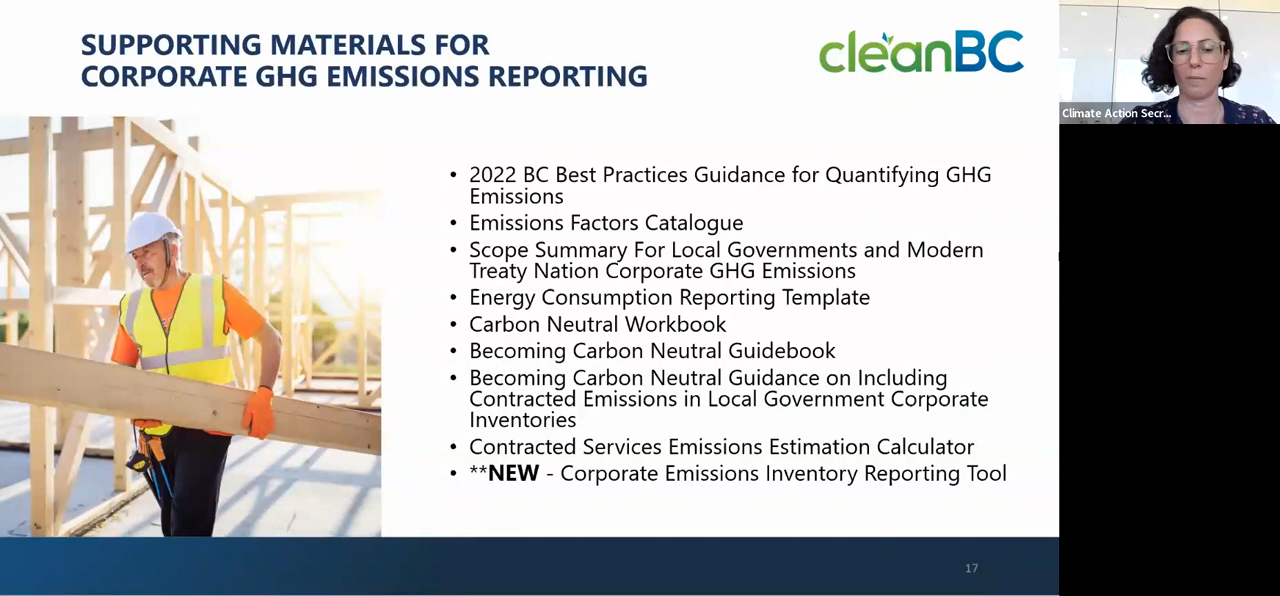 SUPPORTING MATERIALS FOR
CORPORATE GHG EMISSIONS REPORTING
cleanBC
Climate Action Secr...
• 2022 BC Best Practices Guidance for Quantifying GHG
Emissions
• Emissions Factors Catalogue
• Scope Summary For Local Governments and Modern
Treaty Nation Corporate GHG Emissions
• Energy Consumption Reporting Template
• Carbon Neutral Workbook
• Becoming Carbon Neutral Guidebook
• Becoming Carbon Neutral Guidance on Including
Contracted Emissions in Local Government Corporate
Inventories
• Contracted Services Emissions Estimation Calculator
• **NEW - Corporate Emissions Inventory Reporting Tool
17